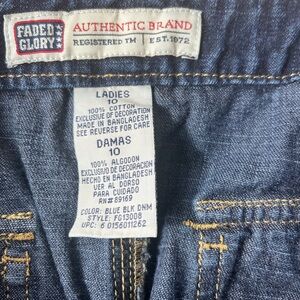 FADED
GLORY
AUTHENTIC BRAND
REGISTERED TM | EST. 1972
LADIES
10
100% COTTON
EXCLUSIVE OF DECORATION
MADE IN BANGLADESH
SEE REVERSE FOR CARE
DAMAS
10
100% ALGODON
EXCLUSIVO DE DECORACION
HECHO EN BANGLADESH
VER AL DORSO
PARA CUIDADO
RN#89169
COLOR: BLUE BLK DNM
STYLE: FG13008
UPC: 6 0156011262